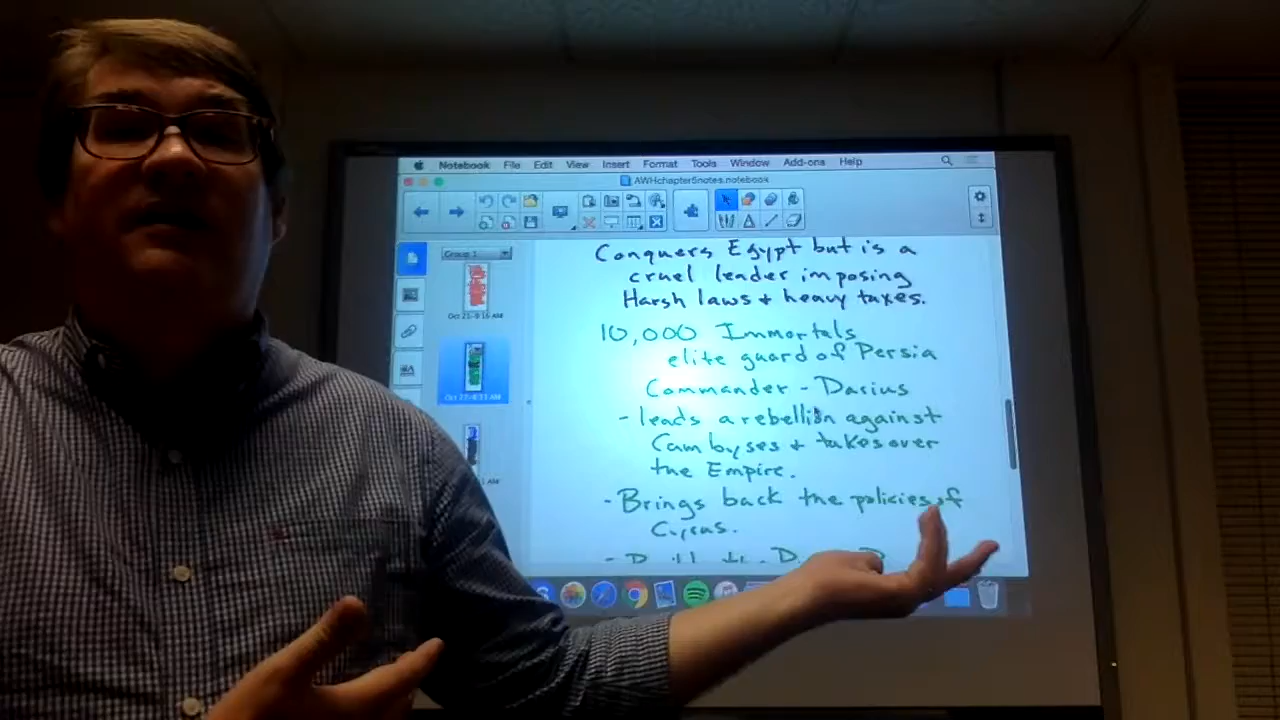 Notebook File Edit View Insert Format Tools Window Add-ons Help
AWHchapter5notes.notebook
Group 1
Conquers Egypt but is a
cruel leader imposing
Harsh laws + heavy taxes.
10,000 Immortals
elite guard of Persia
Commander - Darius
- leads a rebellion against
Cambyses + takes over
the Empire.
- Brings back the policies of
Cyrus.